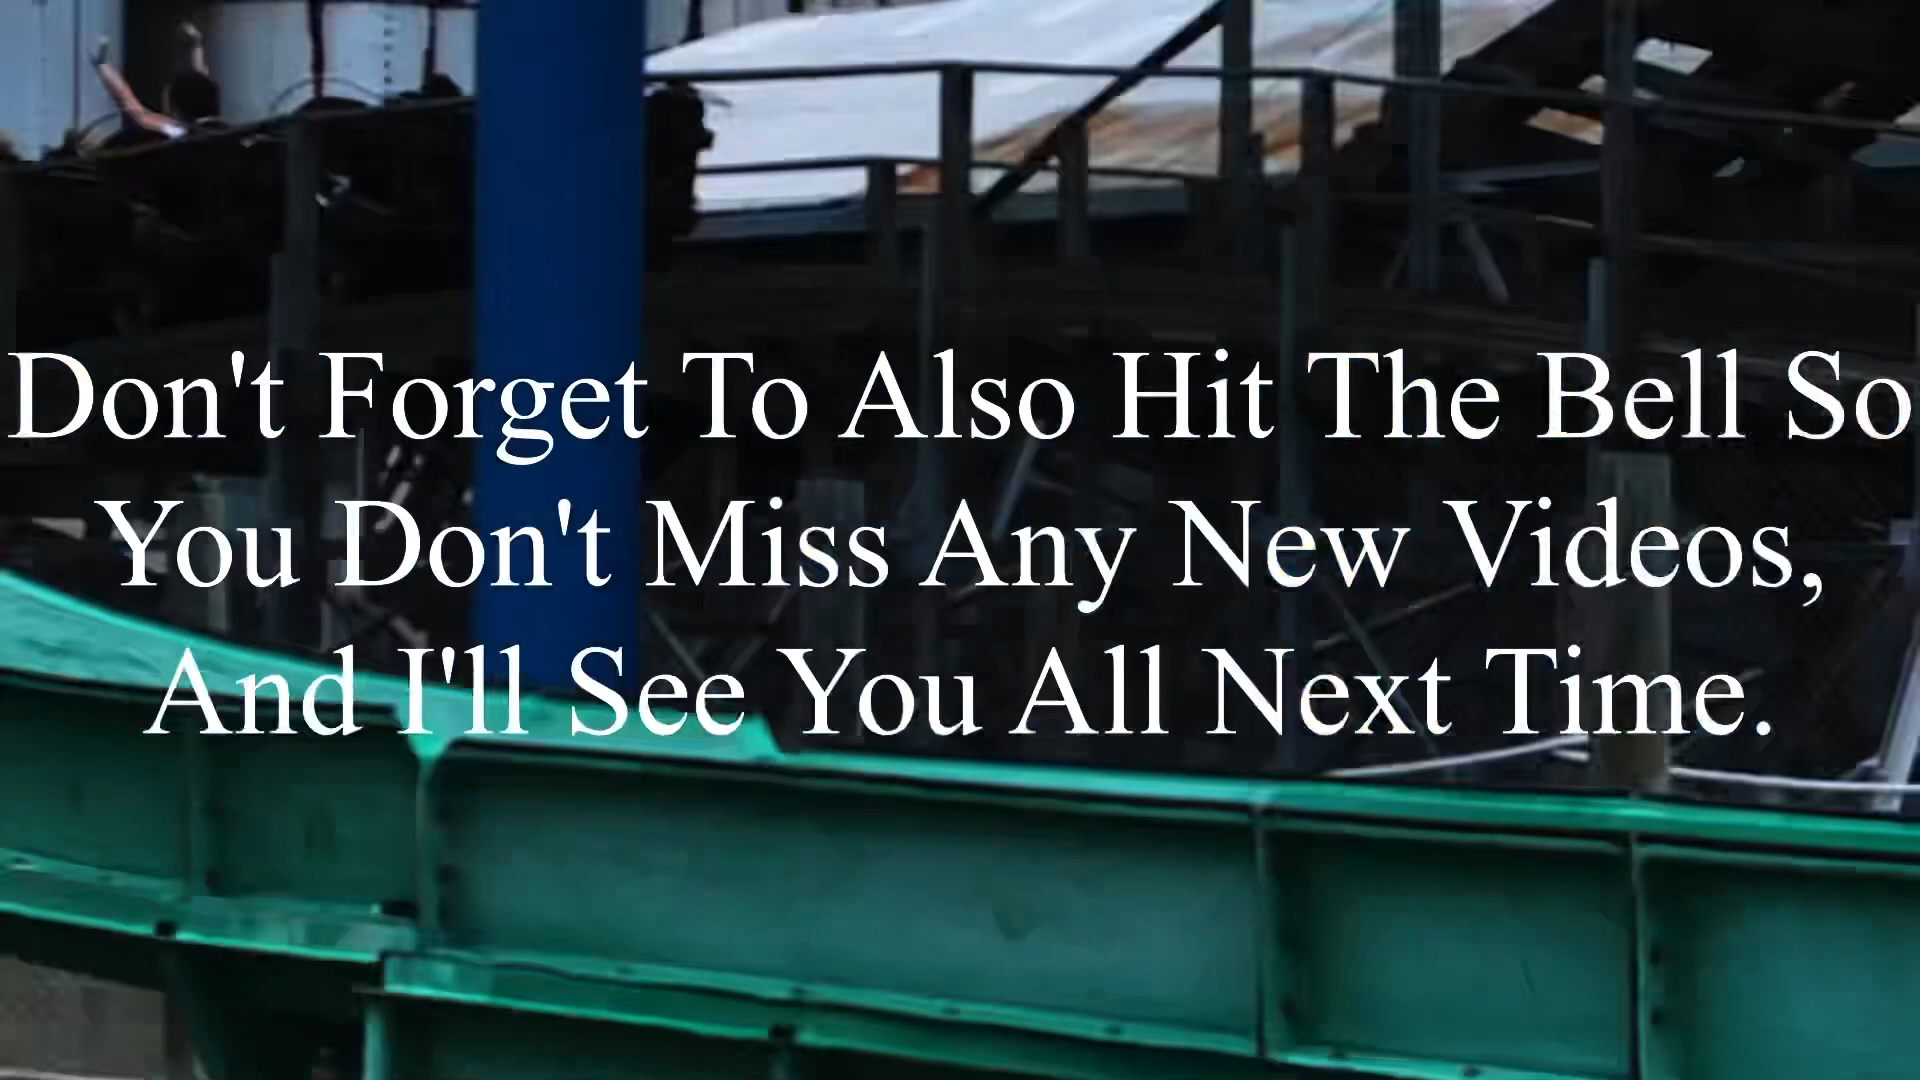 Don't Forget To Also Hit The Bell So
You Don't Miss Any New Videos,
And I'll See You All Next Time.